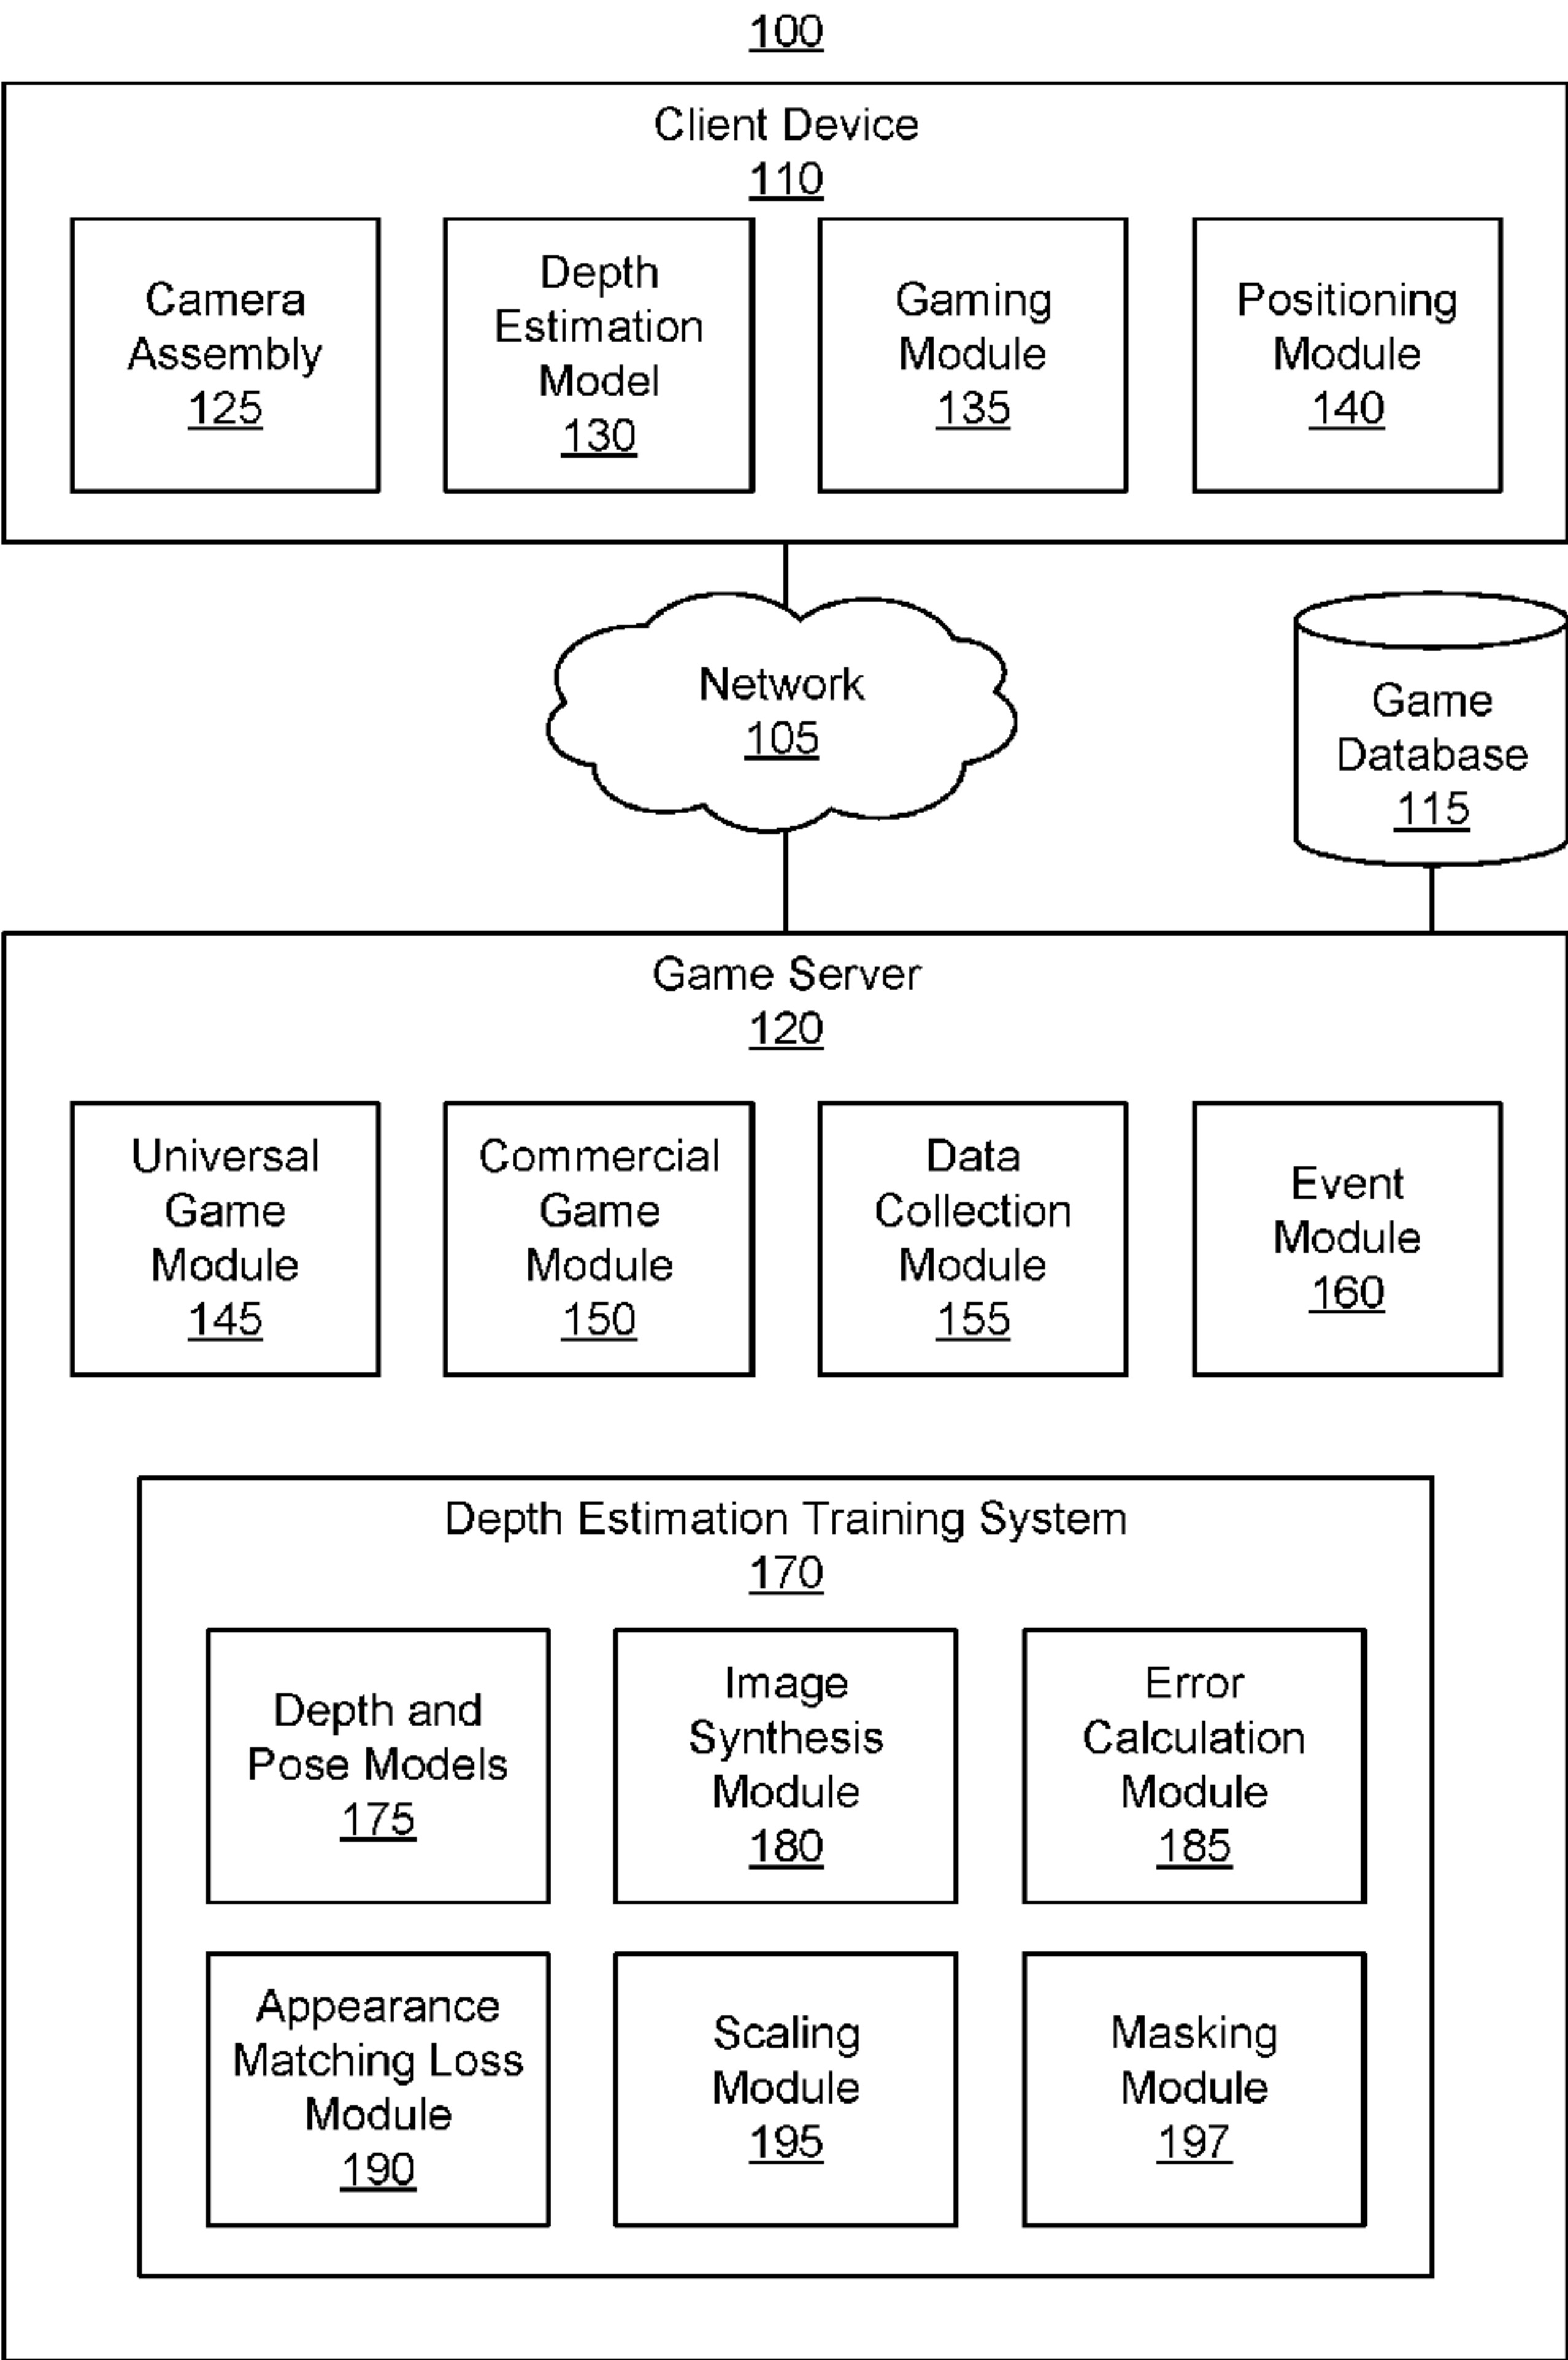 100
Client Device
110
Camera
Assembly
125
Depth
Estimation
Model
130
Gaming
Module
135
Positioning
Module
140
Network
105
Game
Database
115
Game Server
120
Universal
Game
Module
145
Commercial
Game
Module
150
Data
Collection
Module
155
Event
Module
160
Depth Estimation Training System
170
Depth and
Pose Models
175
Image
Synthesis
Module
180
Error
Calculation
Module
185
Appearance
Matching Loss
Module
190
Scaling
Module
195
Masking
Module
197